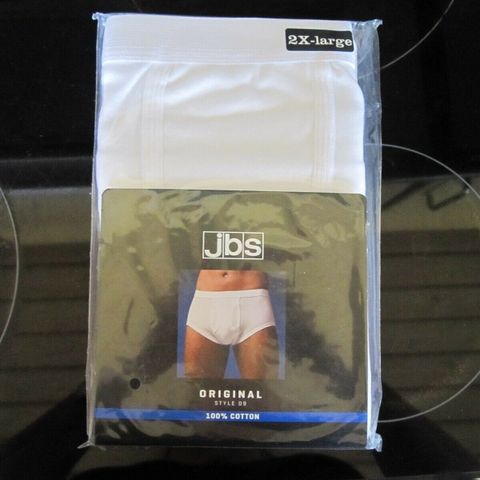 2X-large
jbs
ORIGINAL
STYLE 09
100% COTTON